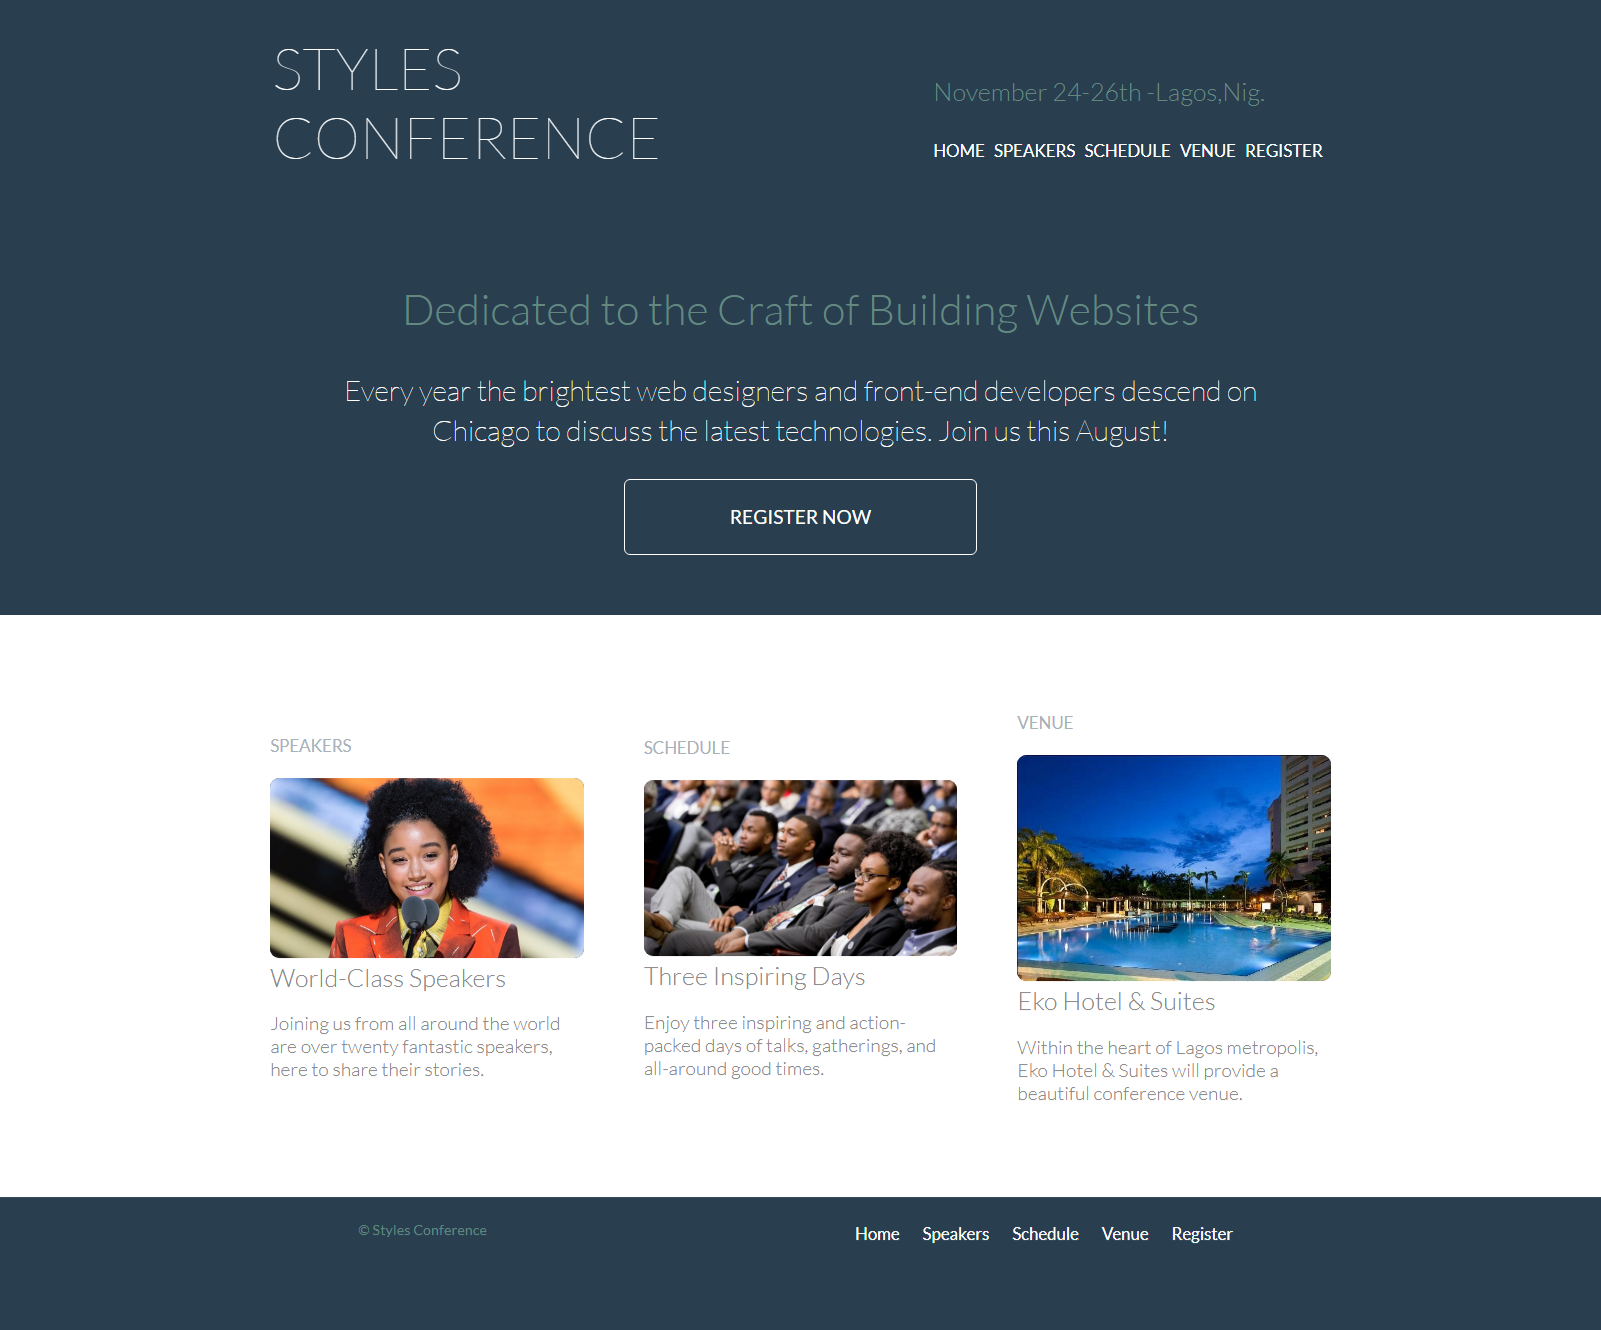 STYLES
CONFERENCE
November 24-26th -Lagos,Nig.
HOME SPEAKERS SCHEDULE VENUE REGISTER
Dedicated to the Craft of Building Websites
Every year the brightest web designers and front-end developers descend on
Chicago to discuss the latest technologies. Join us this August!
REGISTER NOW
SPEAKERS
World-Class Speakers
Joining us from all around the world
are over twenty fantastic speakers,
here to share their stories.
SCHEDULE
Three Inspiring Days
Enjoy three inspiring and action-
packed days of talks, gatherings, and
all-around good times.
VENUE
Eko Hotel & Suites
Within the heart of Lagos metropolis,
Eko Hotel & Suites will provide a
beautiful conference venue.
© Styles Conference
Home Speakers Schedule Venue Register